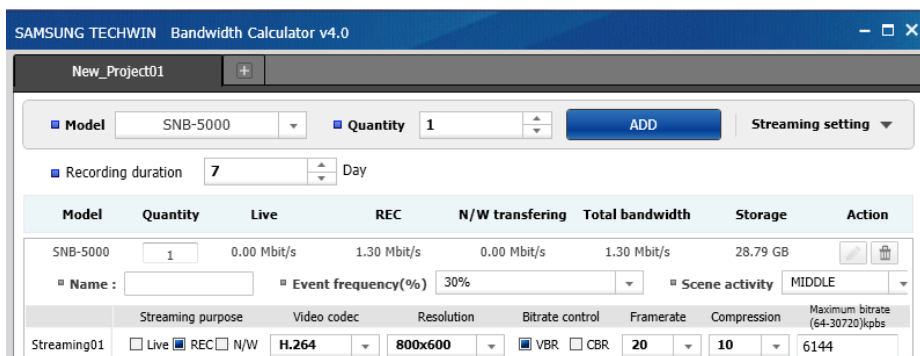 SAMSUNG TECHWIN Bandwidth Calculator v4.0
New_Project01
Model SNB-5000 Quantity 1 ADD Streaming setting
Recording duration 7 Day
Model Quantity Live REC N/W transfering Total bandwidth Storage Action
SNB-5000 1 0.00 Mbit/s 1.30 Mbit/s 0.00 Mbit/s 1.30 Mbit/s 28.79 GB
Name : Event frequency(%) 30% Scene activity MIDDLE
Streaming purpose Video codec Resolution Bitrate control Framerate Compression Maximum bitrate
(64-30720)kpbs
Streaming01 Live REC N/W H.264 800x600 VBR CBR 20 10 6144